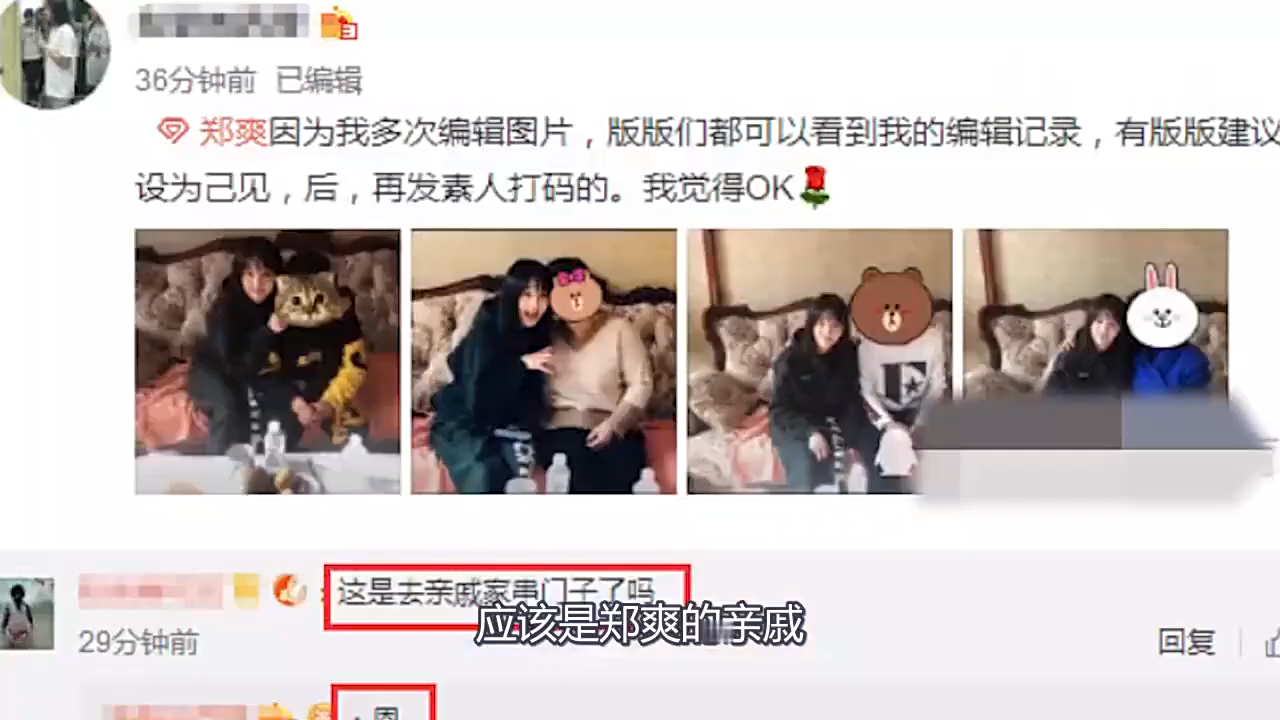 36分钟前 已编辑
郑爽因为我多次编辑图片，版版们都可以看到我的编辑记录，有版版建议
设为己见，后，再发素人打码的。我觉得OK🌹
E
这是去亲戚家串门子了吗
应该是郑爽的亲戚
29分钟前
回复